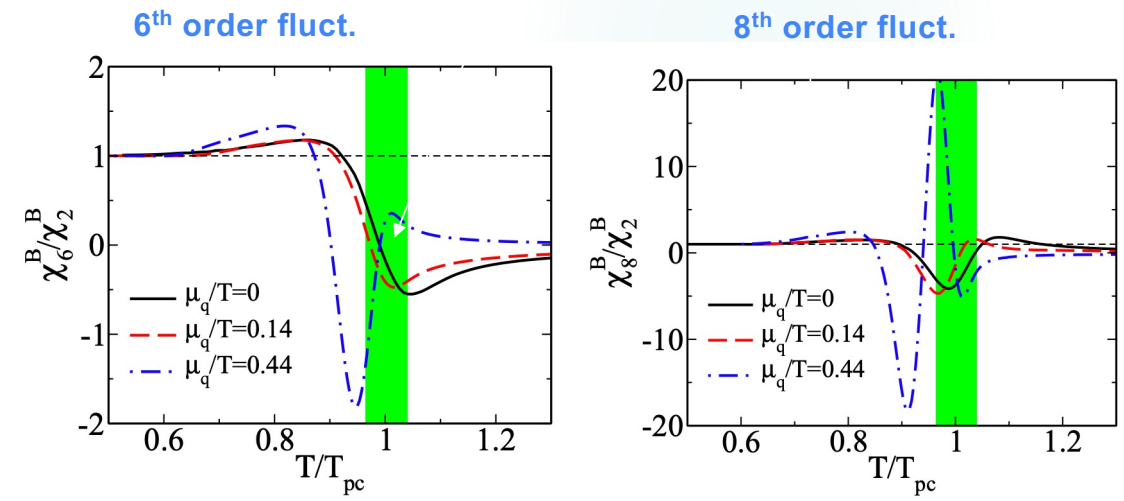 6th order fluct.
8th order fluct.
2
1
0
-1
-2
0.6
0.8
1
1.2
T/Tpc
χ6B/χ2B
μq/T=0
μq/T=0.14
μq/T=0.44
20
10
0
-10
-20
0.6
0.8
1
1.2
T/Tpc
χ8B/χ2B
μq/T=0
μq/T=0.14
μq/T=0.44